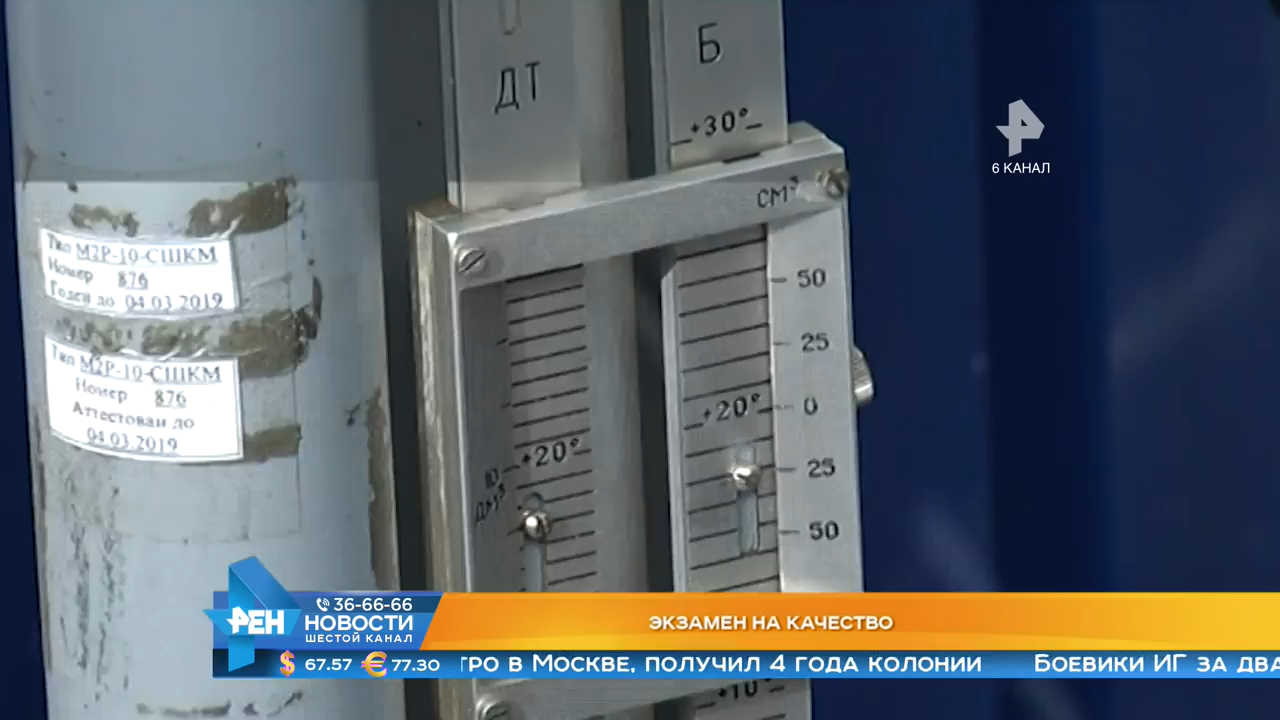 ДТ
Б
+30°
6 КАНАЛ
СМ³
Тип М2Р-10-СШКМ
Номер 876
Годен до 04 03 2019
Тип М2Р-10-СШКМ
Номер 876
Аттестован до
04 03.2019
50
25
+20° 0
+20°
25
10
ДМ³
50
РЕН
36-66-66
НОВОСТИ
ШЕСТОЙ КАНАЛ
ЭКЗАМЕН НА КАЧЕСТВО
$ 67.57 € 77.30 ТРО В МОСКВЕ, ПОЛУЧИЛ 4 ГОДА КОЛОНИИ БОЕВИКИ ИГ ЗА ДВА
+10°